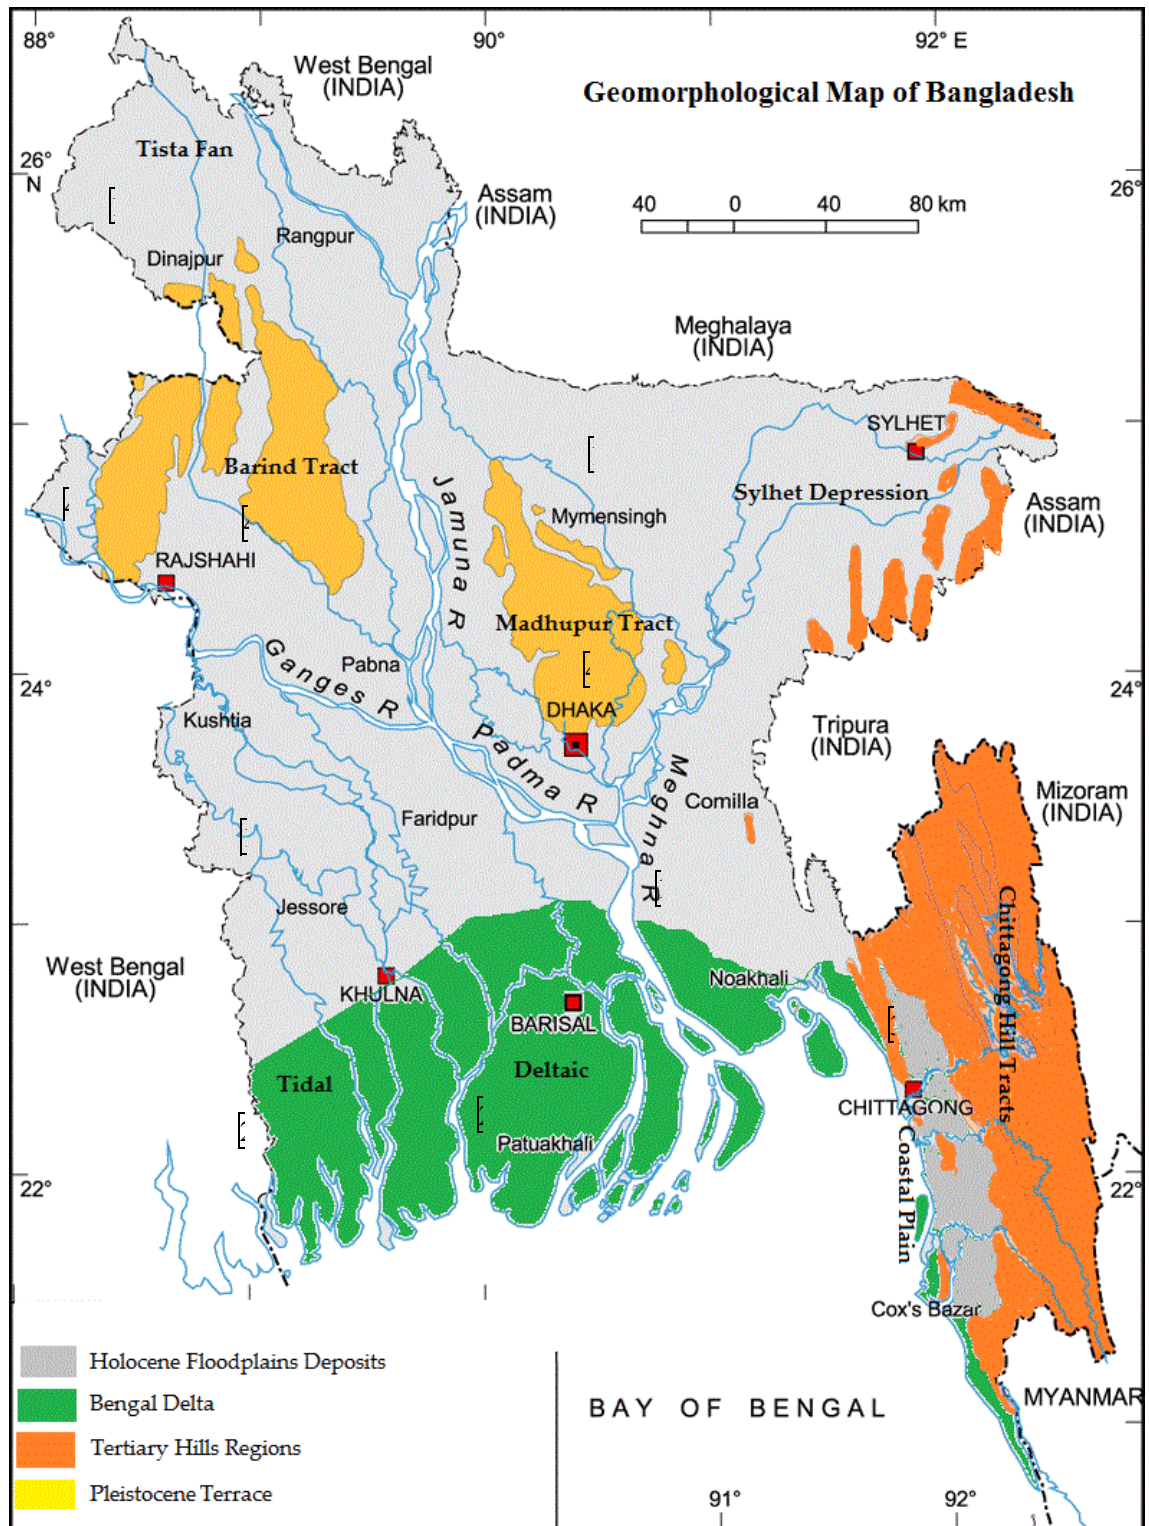 88°
90°
92° E
West Bengal
(INDIA)
Geomorphological Map of Bangladesh
Tista Fan
26°
N
26°
Assam
(INDIA)
40 0 40 80 km
Rangpur
Dinajpur
Meghalaya
(INDIA)
SYLHET
Barind Tract
Sylhet Depression
Jamuna R
Mymensingh
Assam
(INDIA)
RAJSHAHI
Madhupur Tract
Ganges R
Pabna
24°
24°
DHAKA
Kushtia
Tripura
(INDIA)
Padma R
Meghna R
Mizoram
(INDIA)
Comilla
Faridpur
Jessore
Chittagong Hill Tracts
West Bengal
(INDIA)
Noakhali
KHULNA
BARISAL
Tidal
Deltaic
CHITTAGONG
Patuakhali
Coastal Plain
22°
22°
Cox's Bazar
Holocene Floodplains Deposits
Bengal Delta
Tertiary Hills Regions
Pleistocene Terrace
BAY OF BENGAL
MYANMAR
91°
92°